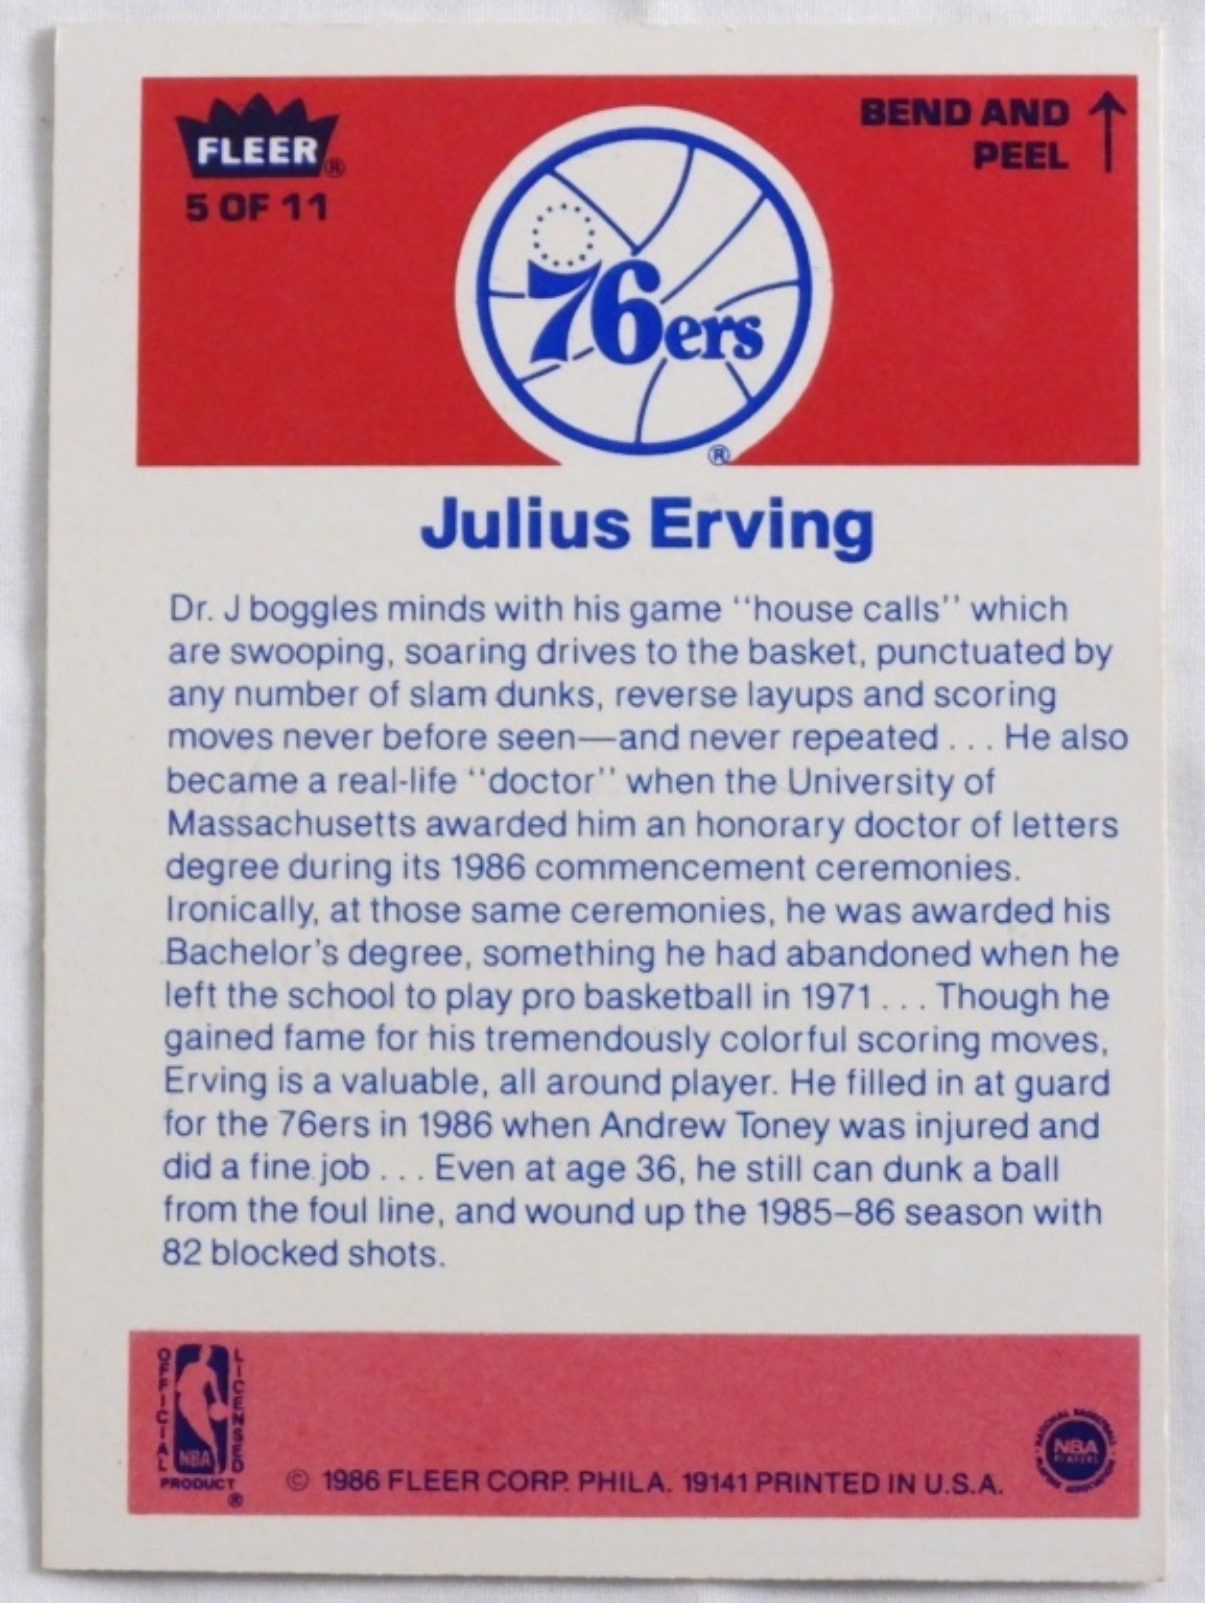 FLEER®
5 OF 11
BEND AND
PEEL
76ers
®
Julius Erving
Dr. J boggles minds with his game "house calls" which
are swooping, soaring drives to the basket, punctuated by
any number of slam dunks, reverse layups and scoring
moves never before seen—and never repeated . . . He also
became a real-life "doctor" when the University of
Massachusetts awarded him an honorary doctor of letters
degree during its 1986 commencement ceremonies.
Ironically, at those same ceremonies, he was awarded his
Bachelor's degree, something he had abandoned when he
left the school to play pro basketball in 1971 . . . Though he
gained fame for his tremendously colorful scoring moves,
Erving is a valuable, all around player. He filled in at guard
for the 76ers in 1986 when Andrew Toney was injured and
did a fine job . . . Even at age 36, he still can dunk a ball
from the foul line, and wound up the 1985–86 season with
82 blocked shots.
OFFICIAL
LICENSED
NBA
PRODUCT
®
© 1986 FLEER CORP. PHILA. 19141 PRINTED IN U.S.A.
NATIONAL BASKETBALL
NBA
PLAYERS
PLAYERS ASSOCIATION